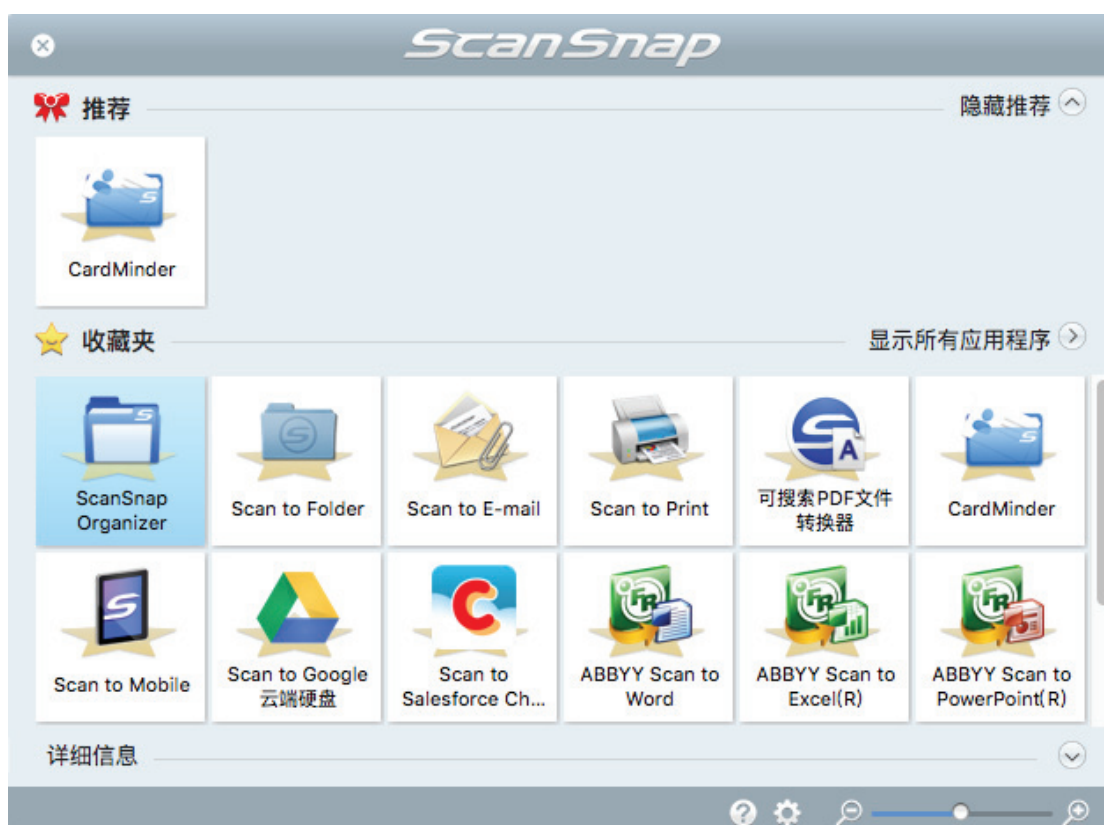 ScanSnap
推荐
隐藏推荐
CardMinder
收藏夹
显示所有应用程序
ScanSnap
Organizer
Scan to Folder
Scan to E-mail
Scan to Print
可搜索PDF文件
转换器
CardMinder
Scan to Mobile
Scan to Google
云端硬盘
Scan to
Salesforce Ch...
ABBYY Scan to
Word
ABBYY Scan to
Excel(R)
ABBYY Scan to
PowerPoint(R)
详细信息